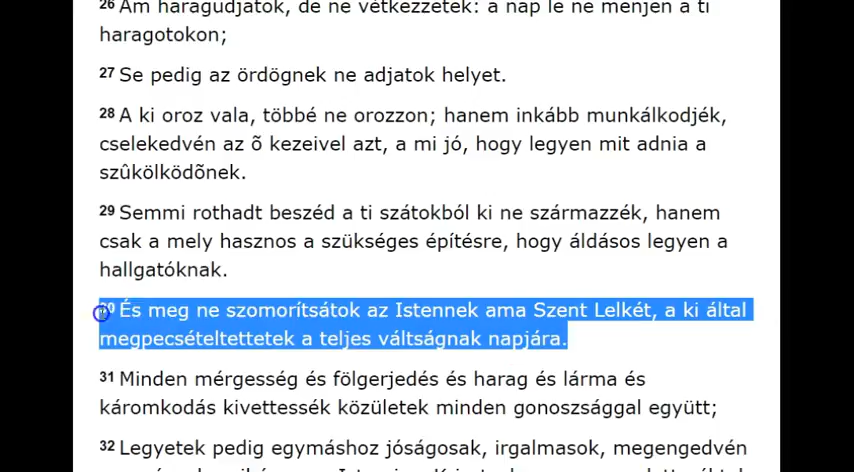 26 Ám haragudjatok, de ne vétkezzetek: a nap le ne menjen a ti
haragotokon;
27 Se pedig az ördögnek ne adjatok helyet.
28 A ki oroz vala, többé ne orozzon; hanem inkább munkálkodjék,
cselekedvén az õ kezeivel azt, a mi jó, hogy legyen mit adnia a
szûkölködõnek.
29 Semmi rothadt beszéd a ti szátokból ki ne származzék, hanem
csak a mely hasznos a szükséges építésre, hogy áldásos legyen a
hallgatóknak.
30 És meg ne szomorítsátok az Istennek ama Szent Lelkét, a ki által
megpecsételtettetek a teljes váltságnak napjára.
31 Minden mérgesség és fölgerjedés és harag és lárma és
káromkodás kivettessék közületek minden gonoszsággal együtt;
32 Legyetek pedig egymáshoz jóságosak, irgalmasok, megengedvén